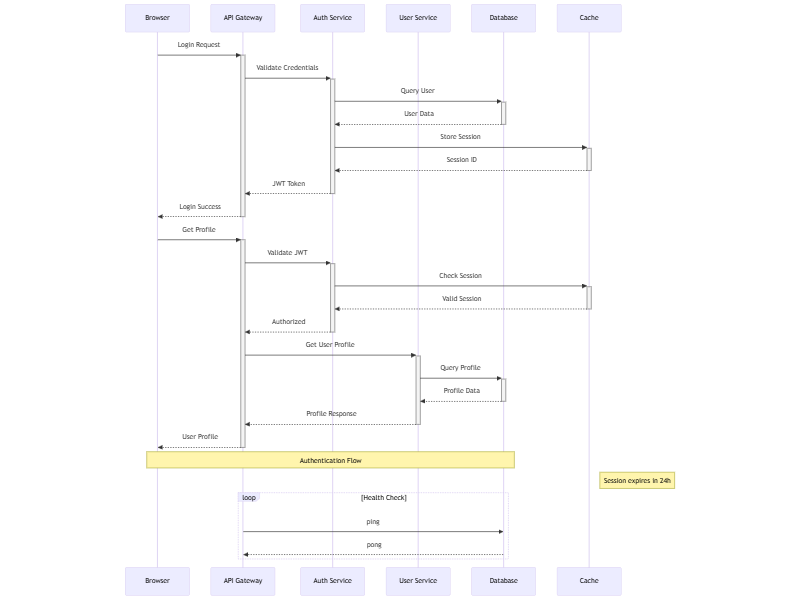 Browser
API Gateway
Auth Service
User Service
Database
Cache
Login Request
Validate Credentials
Query User
User Data
Store Session
Session ID
JWT Token
Login Success
Get Profile
Validate JWT
Check Session
Valid Session
Authorized
Get User Profile
Query Profile
Profile Data
Profile Response
User Profile
Authentication Flow
Session expires in 24h
loop
[Health Check]
ping
pong
Browser
API Gateway
Auth Service
User Service
Database
Cache